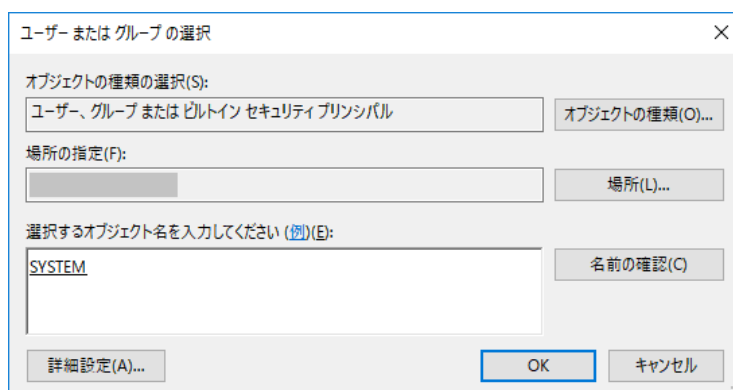 ユーザー または グループ の選択
オブジェクトの種類の選択(S):
ユーザー、グループ または ビルトイン セキュリティ プリンシパル
オブジェクトの種類(O)...
場所の指定(F):
場所(L)...
選択するオブジェクト名を入力してください (例)(E):
SYSTEM
名前の確認(C)
詳細設定(A)...
OK
キャンセル